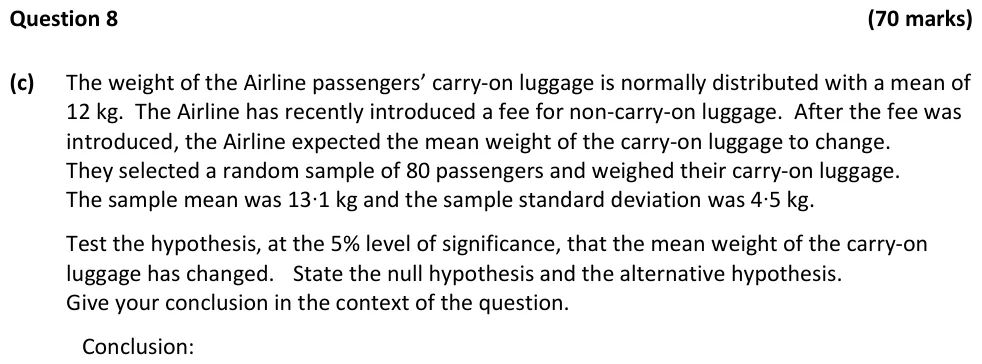 Question 8 (70 marks)
(c) The weight of the Airline passengers’ carry-on luggage is normally distributed with a mean of
12 kg. The Airline has recently introduced a fee for non-carry-on luggage. After the fee was
introduced, the Airline expected the mean weight of the carry-on luggage to change.
They selected a random sample of 80 passengers and weighed their carry-on luggage.
The sample mean was 13·1 kg and the sample standard deviation was 4·5 kg.
Test the hypothesis, at the 5% level of significance, that the mean weight of the carry-on
luggage has changed. State the null hypothesis and the alternative hypothesis.
Give your conclusion in the context of the question.
Conclusion: